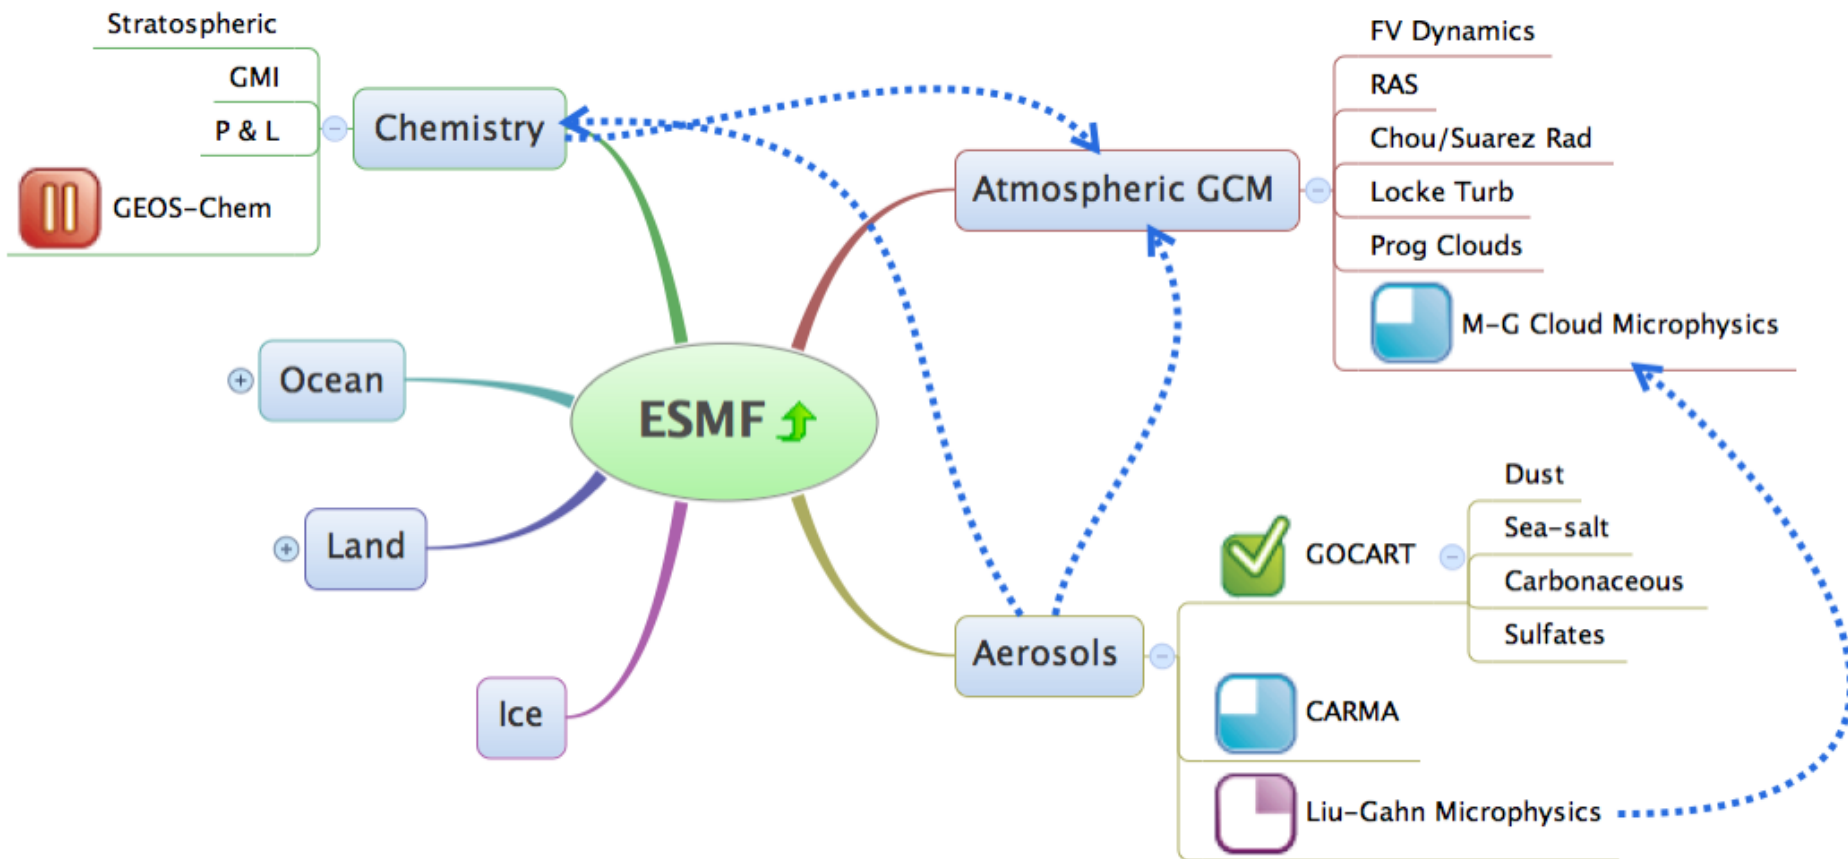 Stratospheric
GMI
P & L
GEOS-Chem
Chemistry
Atmospheric GCM
FV Dynamics
RAS
Chou/Suarez Rad
Locke Turb
Prog Clouds
M-G Cloud Microphysics
Ocean
ESMF
Land
Ice
Aerosols
GOCART
Dust
Sea-salt
Carbonaceous
Sulfates
CARMA
Liu-Gahn Microphysics